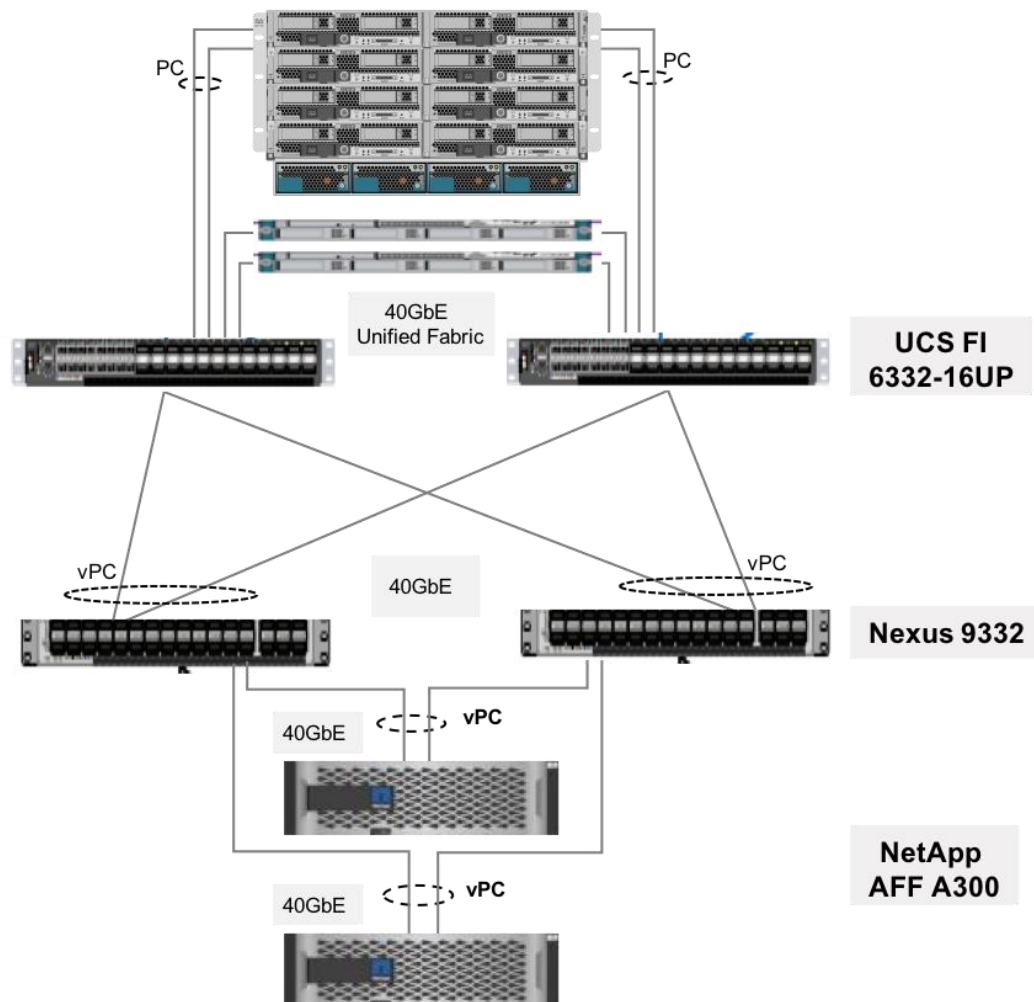 PC
PC
40GbE
Unified Fabric
UCS FI
6332-16UP
vPC
40GbE
vPC
Nexus 9332
vPC
40GbE
NetApp
AFF A300
vPC
40GbE